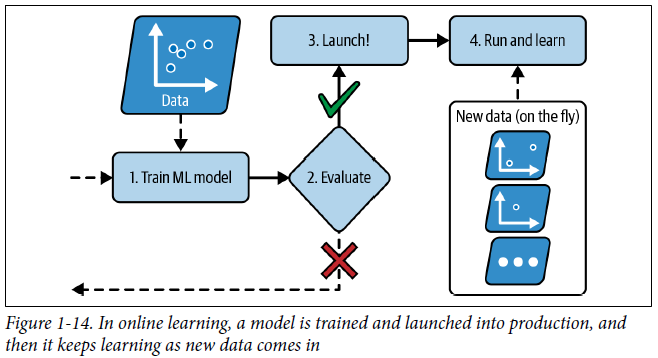 3. Launch!
4. Run and learn
Data
New data (on the fly)
1. Train ML model
2. Evaluate
Figure 1-14. In online learning, a model is trained and launched into production, and
then it keeps learning as new data comes in